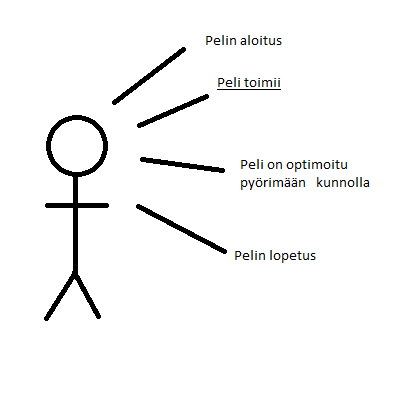 Pelin aloitus
Peli toimii
Peli on optimoitu
pyörimään kunnolla
Pelin lopetus